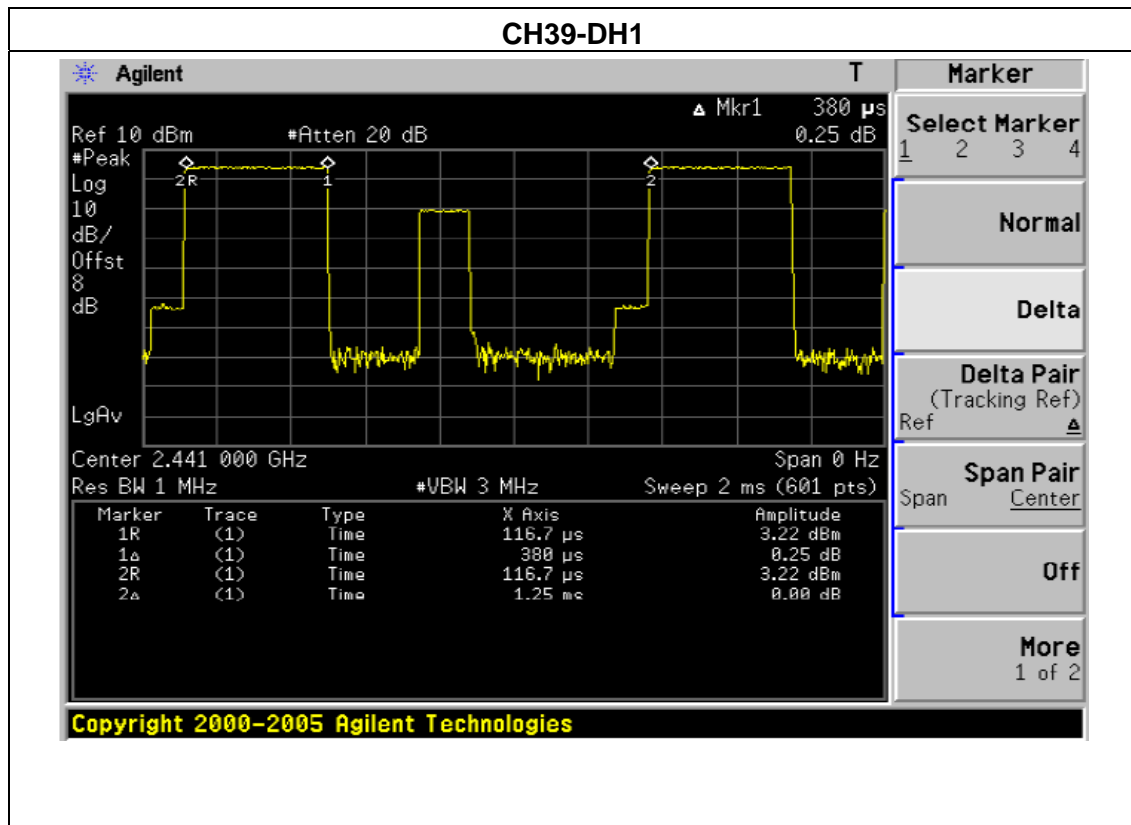 CH39-DH1
Agilent T
Δ Mkr1 380 µs
Ref 10 dBm #Atten 20 dB 0.25 dB
#Peak
Log
10
dB/
Offst
8
dB
LgAv
2R 1 2
Center 2.441 000 GHz Span 0 Hz
Res BW 1 MHz #VBW 3 MHz Sweep 2 ms (601 pts)
Marker Trace Type X Axis Amplitude
1R (1) Time 116.7 µs 3.22 dBm
1Δ (1) Time 380 µs 0.25 dB
2R (1) Time 116.7 µs 3.22 dBm
2Δ (1) Time 1.25 ms 0.00 dB
Copyright 2000-2005 Agilent Technologies
Marker
Select Marker
1 2 3 4
Normal
Delta
Delta Pair
(Tracking Ref)
Ref Δ
Span Pair
Span Center
Off
More
1 of 2